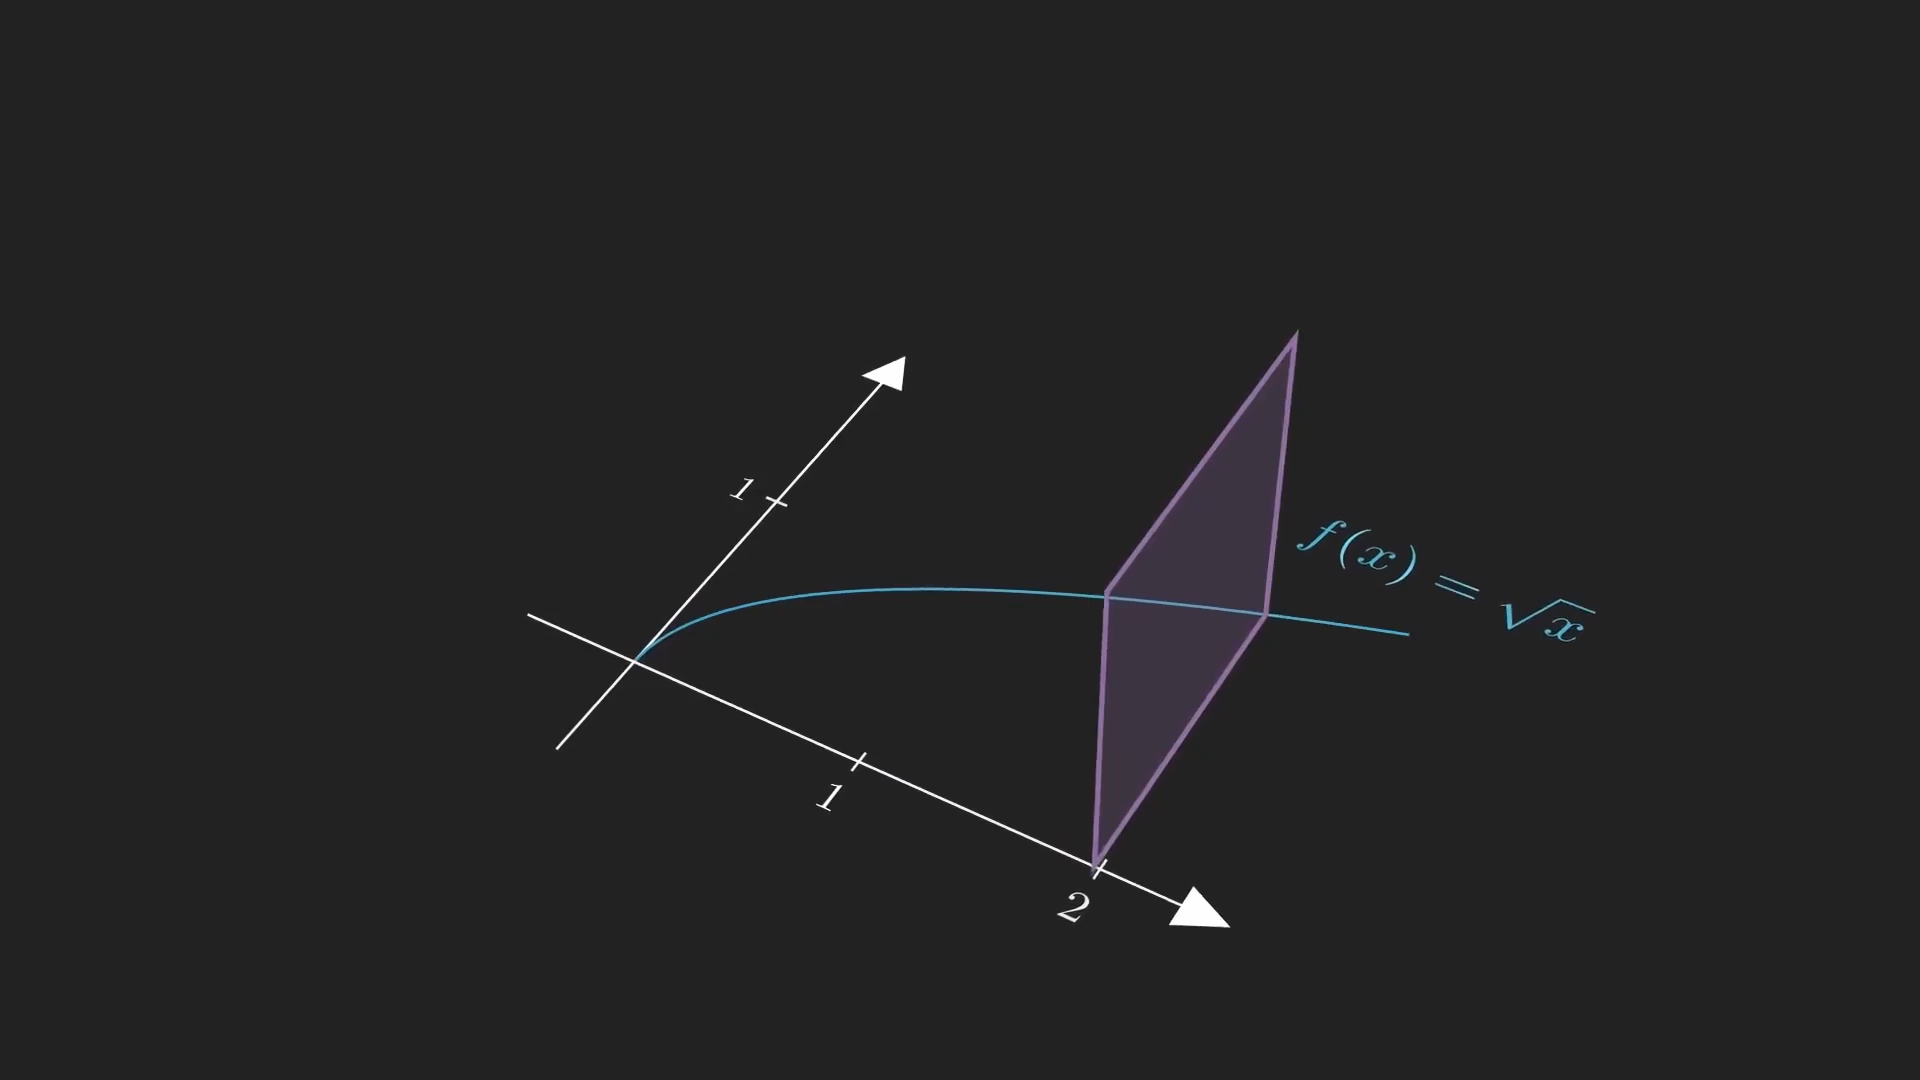 1
f(x) = √x
1
2